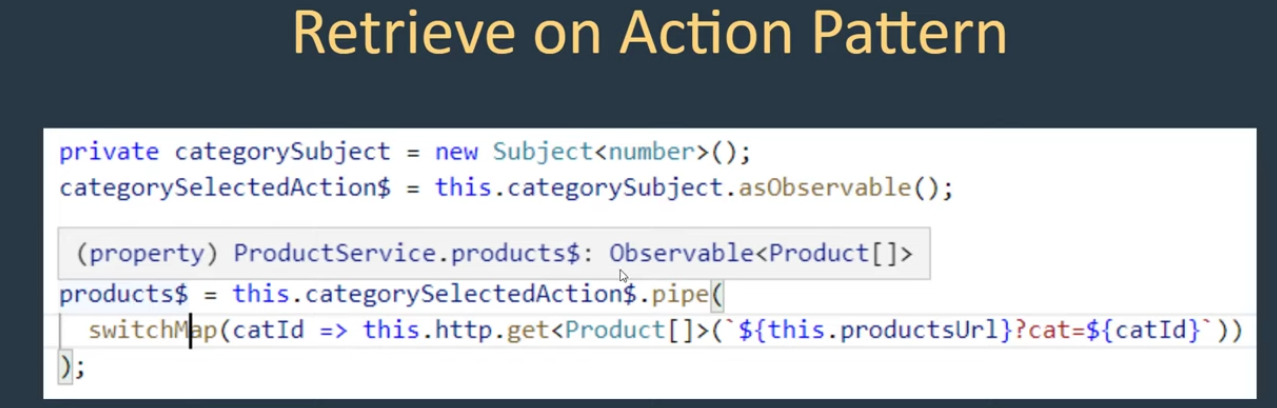 Retrieve on Action Pattern
private categorySubject = new Subject<number>();
categorySelectedAction$ = this.categorySubject.asObservable();
(property) ProductService.products$: Observable<Product[]>
products$ = this.categorySelectedAction$.pipe(
switchMap(catId => this.http.get<Product[]>(`${this.productsUrl}?cat=${catId}`))
);